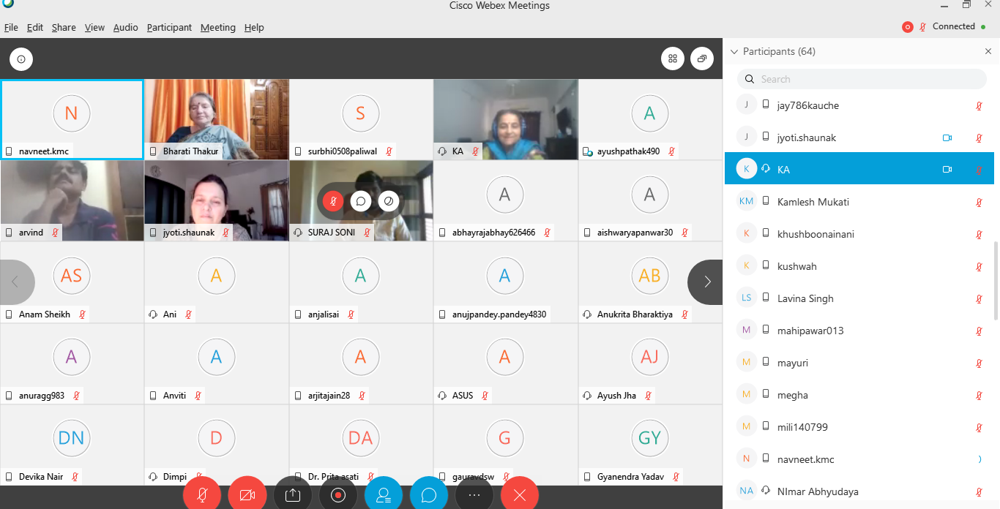 Cisco Webex Meetings
File Edit Share View Audio Participant Meeting Help
Connected
N
navneet.kmc
Bharati Thakur
S
surbhi0508paliwal
KA
A
ayushpathak490
arvind
jyoti.shaunak
SURAJ SONI
A
abhayrajabhay626466
A
aishwaryapanwar30
AS
Anam Sheikh
A
Ani
A
anjalisai
A
anujpandey.pandey4830
AB
Anukrita Bharaktiya
A
anuragg983
A
Anviti
A
arjitajain28
A
ASUS
AJ
Ayush Jha
DN
Devika Nair
D
Dimpi
DA
Dr. Prita asati
G
gauravdsw
GY
Gyanendra Yadav
Participants (64)
Search
J jay786kauche
J jyoti.shaunak
K KA
KM Kamlesh Mukati
K khushboonainani
K kushwah
LS Lavina Singh
M mahipawar013
M mayuri
M megha
M mili140799
N navneet.kmc
NA NImar Abhyudaya